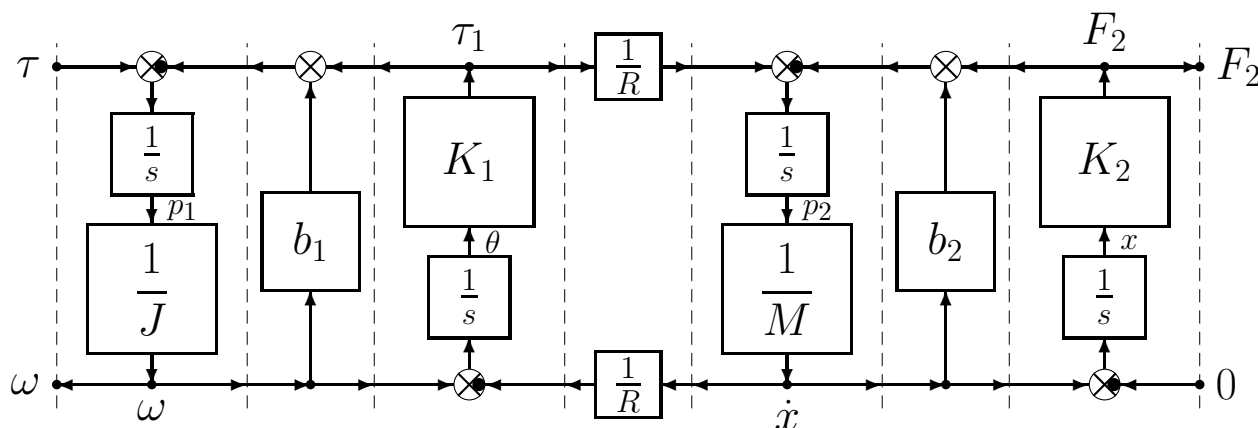 τ₁ F₂
τ 1/R F₂
1/s K₁ 1/s K₂
p₁ p₂
b₁ θ b₂ x
1/J 1/s 1/M 1/s
ω 1/R 0
ω ẋ